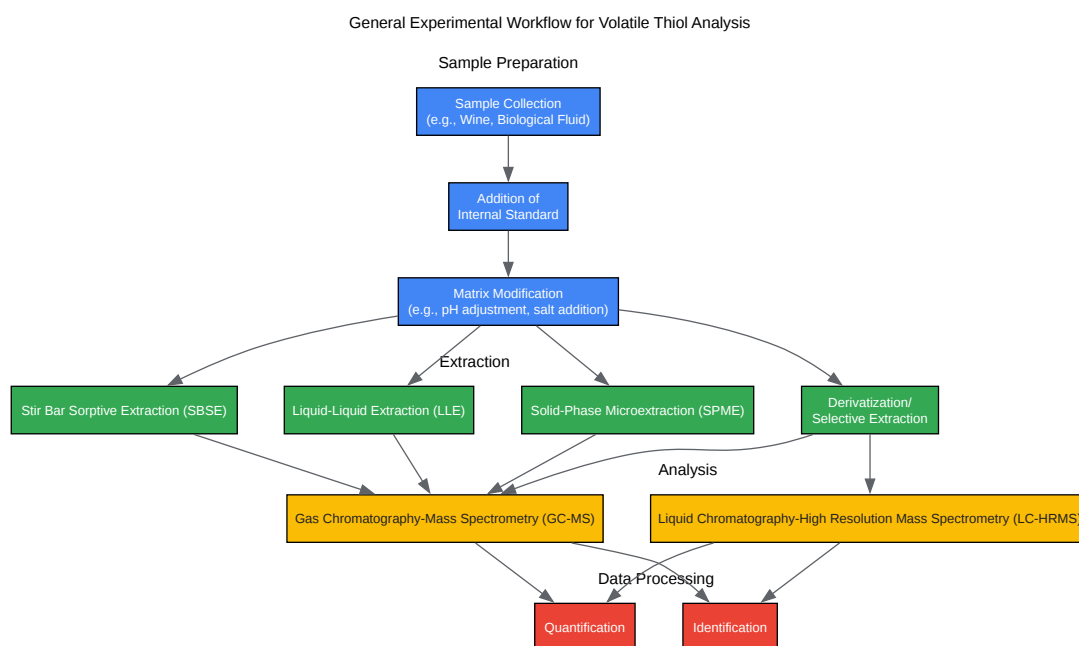 General Experimental Workflow for Volatile Thiol Analysis
Sample Preparation
Sample Collection
(e.g., Wine, Biological Fluid)
Addition of
Internal Standard
Matrix Modification
(e.g., pH adjustment, salt addition)
Extraction
Stir Bar Sorptive Extraction (SBSE)
Liquid-Liquid Extraction (LLE)
Solid-Phase Microextraction (SPME)
Derivatization/
Selective Extraction
Analysis
Gas Chromatography-Mass Spectrometry (GC-MS)
Liquid Chromatography-High Resolution Mass Spectrometry (LC-HRMS)
Data Processing
Quantification
Identification